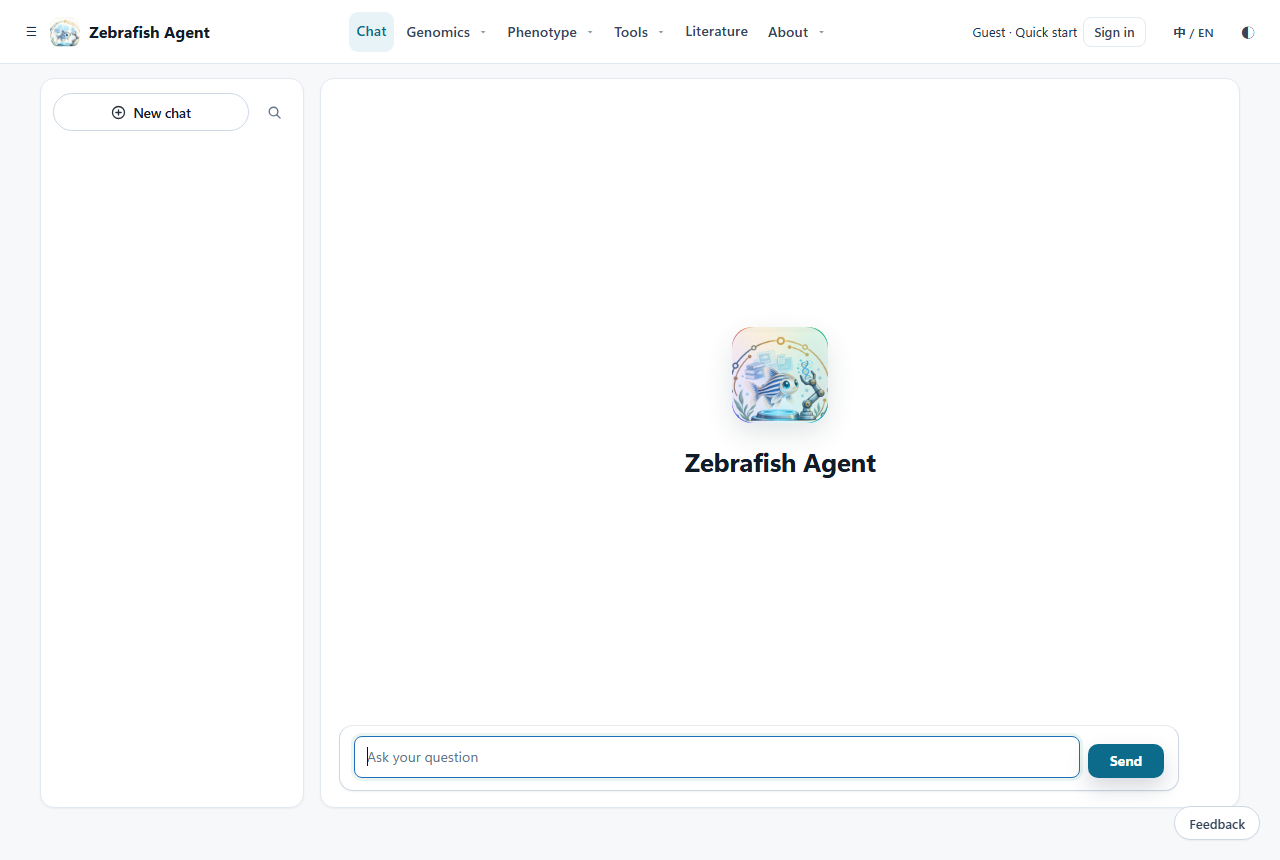 Zebrafish Agent
Chat
Genomics
Phenotype
Tools
Literature
About
Guest · Quick start
Sign in
中 / EN
New chat
Zebrafish Agent
Ask your question
Send
Feedback